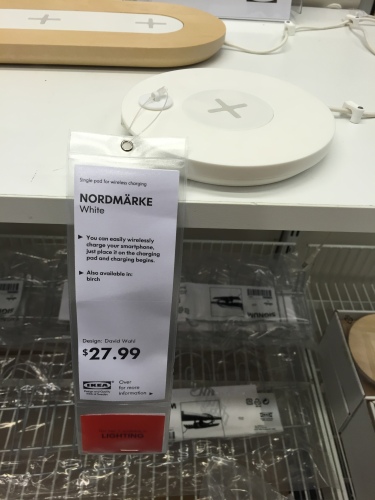 Single pad for wireless charging
NORDMÄRKE
White
You can easily wirelessly
charge your smartphone,
just place it on the charging
pad and charging begins.
Also available in:
birch
Design: David Wahl
$27.99
IKEA
Over
for more
information
LIGHTING